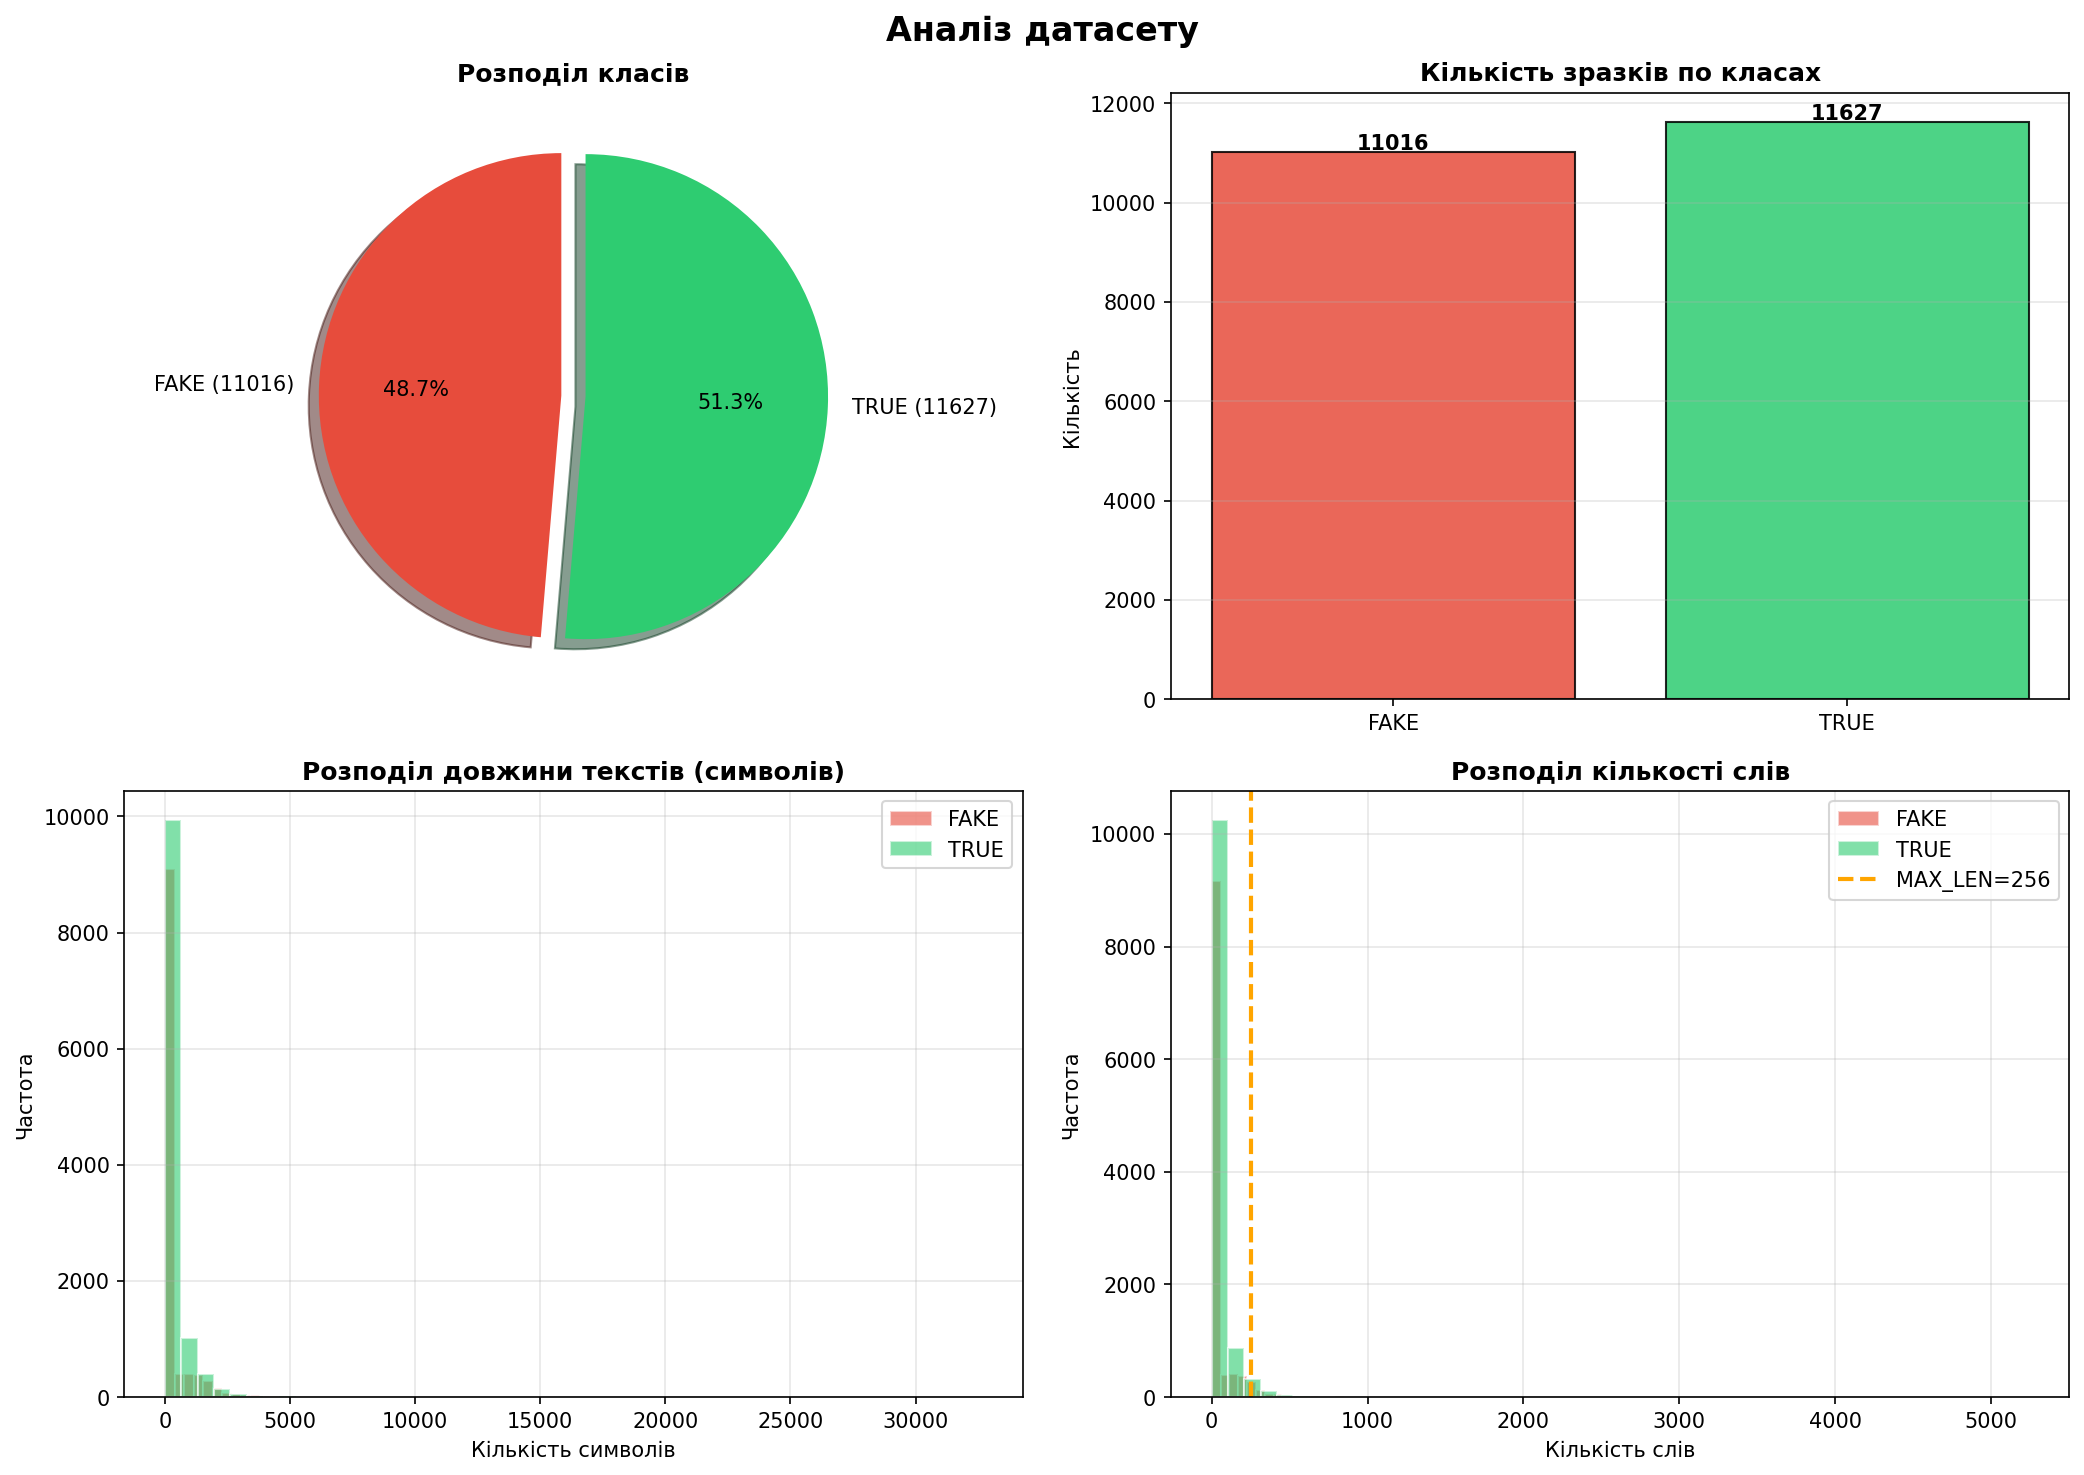 Аналіз датасету
Розподіл класів
FAKE (11016)
48.7%
51.3%
TRUE (11627)
Кількість зразків по класах
Кількість
12000
10000
8000
6000
4000
2000
0
11016
11627
FAKE
TRUE
Розподіл довжини текстів (символів)
Частота
10000
8000
6000
4000
2000
0
FAKE
TRUE
0
5000
10000
15000
20000
25000
30000
Кількість символів
Розподіл кількості слів
Частота
10000
8000
6000
4000
2000
0
FAKE
TRUE
MAX_LEN=256
0
1000
2000
3000
4000
5000
Кількість слів